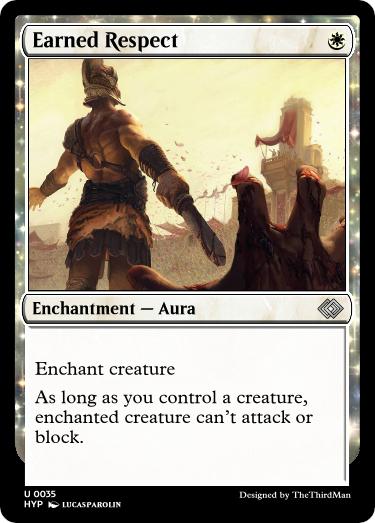 Earned Respect
Enchantment — Aura
Enchant creature
As long as you control a creature,
enchanted creature can't attack or
block.
U 0035
HYP LUCASPAROLIN
Designed by TheThirdMan